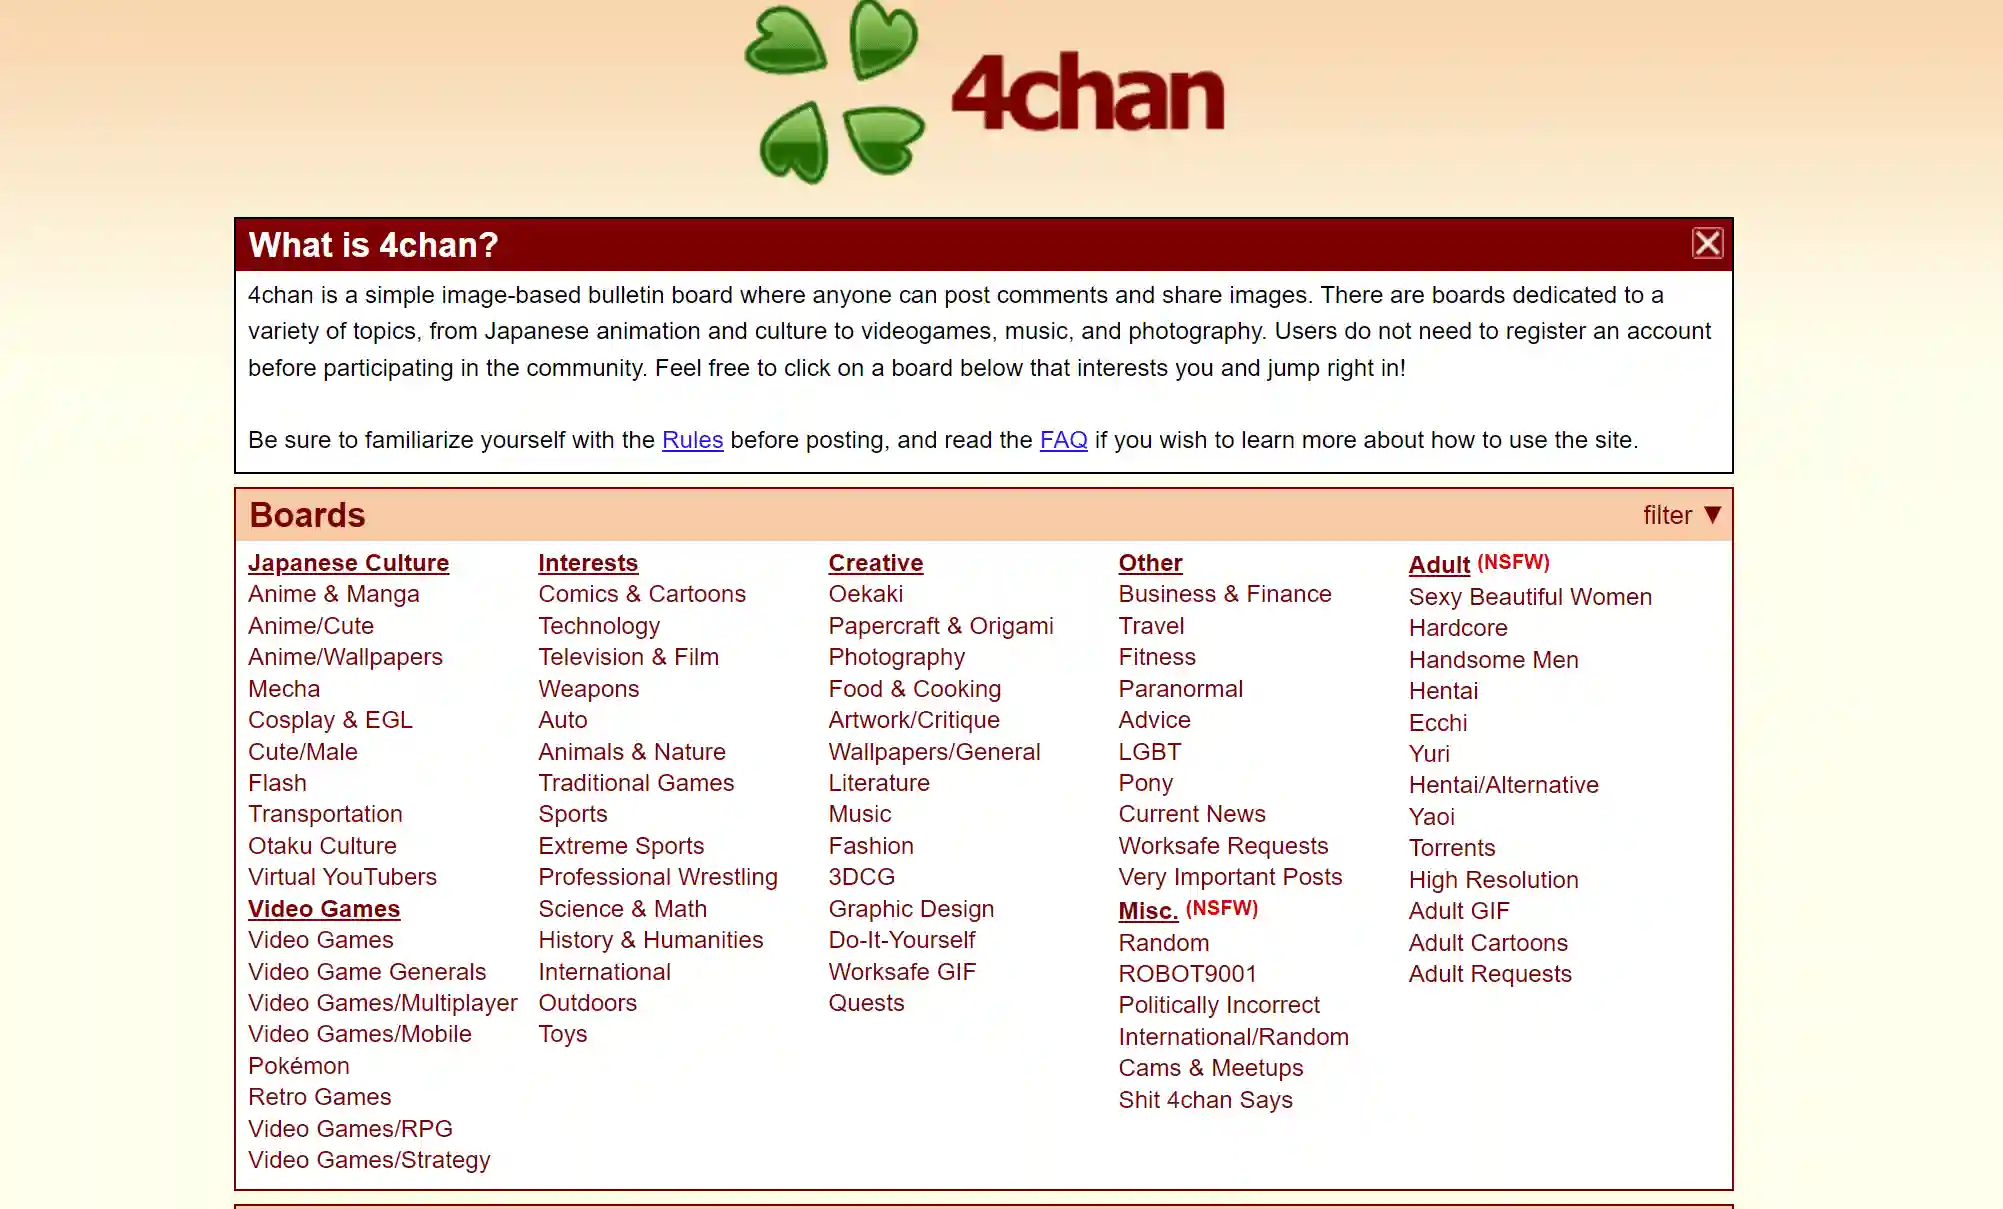 4chan
What is 4chan?
4chan is a simple image-based bulletin board where anyone can post comments and share images. There are boards dedicated to a
variety of topics, from Japanese animation and culture to videogames, music, and photography. Users do not need to register an account
before participating in the community. Feel free to click on a board below that interests you and jump right in!
Be sure to familiarize yourself with the Rules before posting, and read the FAQ if you wish to learn more about how to use the site.
Boards
filter ▼
Japanese Culture
Anime & Manga
Anime/Cute
Anime/Wallpapers
Mecha
Cosplay & EGL
Cute/Male
Flash
Transportation
Otaku Culture
Virtual YouTubers
Video Games
Video Games
Video Game Generals
Video Games/Multiplayer
Video Games/Mobile
Pokémon
Retro Games
Video Games/RPG
Video Games/Strategy
Interests
Comics & Cartoons
Technology
Television & Film
Weapons
Auto
Animals & Nature
Traditional Games
Sports
Extreme Sports
Professional Wrestling
Science & Math
History & Humanities
International
Outdoors
Toys
Creative
Oekaki
Papercraft & Origami
Photography
Food & Cooking
Artwork/Critique
Wallpapers/General
Literature
Music
Fashion
3DCG
Graphic Design
Do-It-Yourself
Worksafe GIF
Quests
Other
Business & Finance
Travel
Fitness
Paranormal
Advice
LGBT
Pony
Current News
Worksafe Requests
Very Important Posts
Misc. (NSFW)
Random
ROBOT9001
Politically Incorrect
International/Random
Cams & Meetups
Shit 4chan Says
Adult (NSFW)
Sexy Beautiful Women
Hardcore
Handsome Men
Hentai
Ecchi
Yuri
Hentai/Alternative
Yaoi
Torrents
High Resolution
Adult GIF
Adult Cartoons
Adult Requests